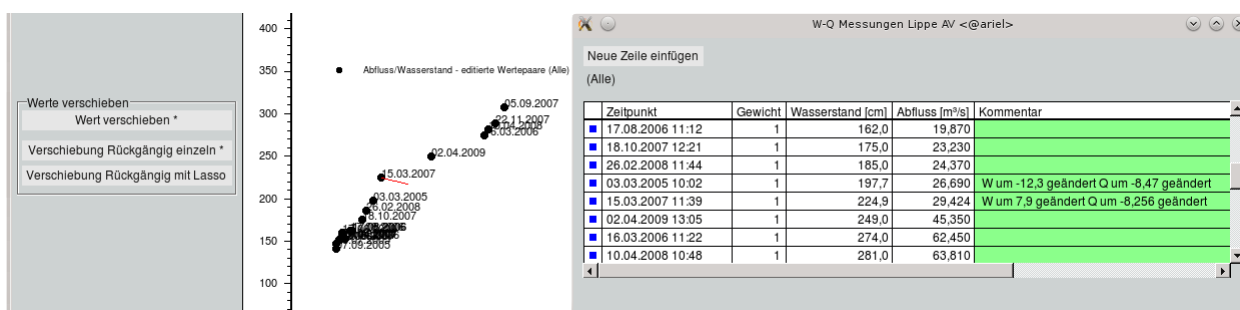 Werte verschieben
Wert verschieben *
Verschiebung Rückgängig einzeln *
Verschiebung Rückgängig mit Lasso
400
350
300
250
200
150
100
Abfluss/Wasserstand - editierte Wertepaare (Alle)
05.09.2007
22.11.2007
16.03.2006
02.04.2009
15.03.2007
03.03.2005
26.02.2008
18.10.2007
W-Q Messungen Lippe AV <@ariel>
Neue Zeile einfügen
(Alle)
Zeitpunkt Gewicht Wasserstand [cm] Abfluss [m³/s] Kommentar
17.08.2006 11:12 1 162,0 19,870
18.10.2007 12:21 1 175,0 23,230
26.02.2008 11:44 1 185,0 24,370
03.03.2005 10:02 1 197,7 26,690 W um -12,3 geändert Q um -8,47 geändert
15.03.2007 11:39 1 224,9 29,424 W um 7,9 geändert Q um -8,256 geändert
02.04.2009 13:05 1 249,0 45,350
16.03.2006 11:22 1 274,0 62,450
10.04.2008 10:48 1 281,0 63,810